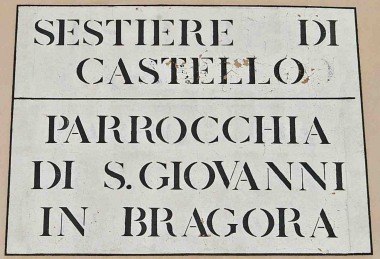 SESTIERE DI
CASTELLO
PARROCCHIA
DI S. GIOVANNI
IN BRAGORA